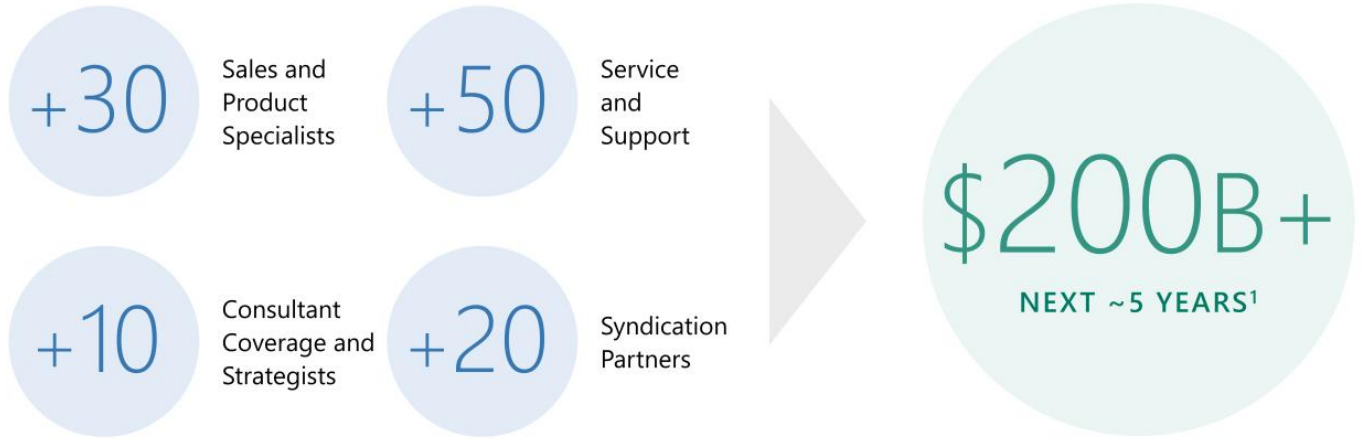 +30
Sales and
Product
Specialists
+50
Service
and
Support
+10
Consultant
Coverage and
Strategists
+20
Syndication
Partners
$200B+
NEXT ~5 YEARS¹